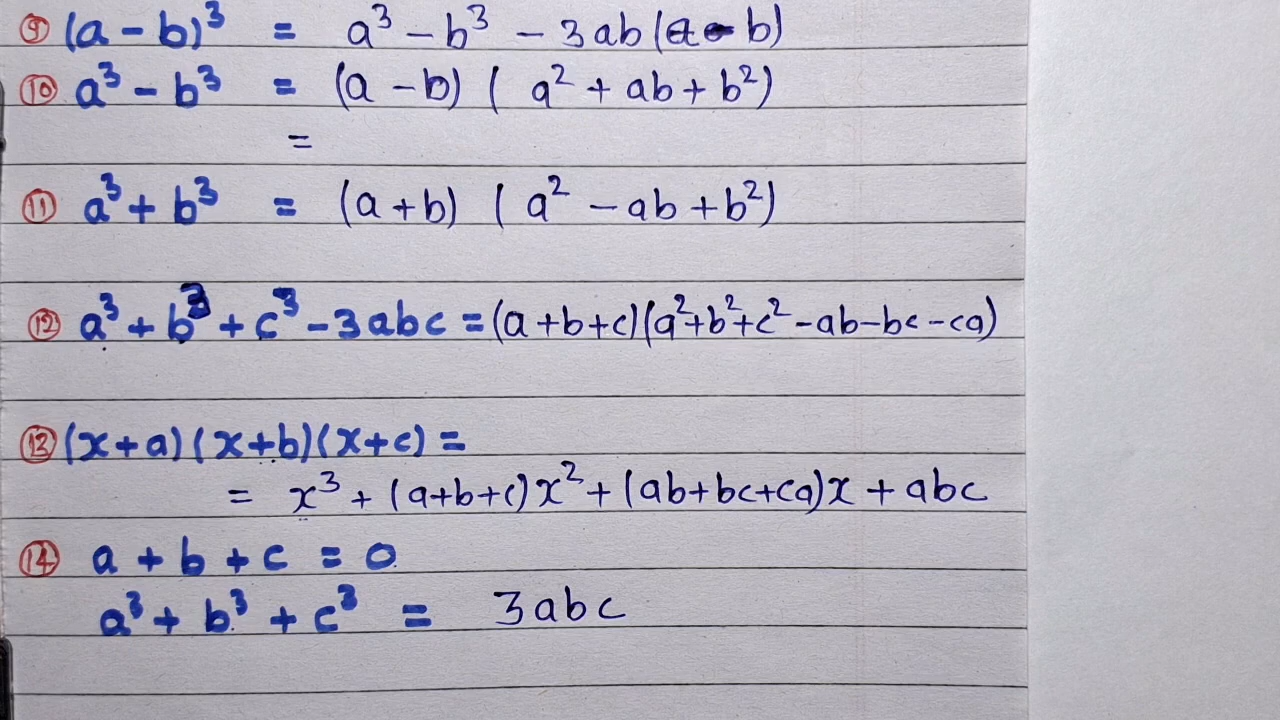 ⑨ (a - b)³ = a³ - b³ - 3ab(a - b)
⑩ a³ - b³ = (a - b) ( a² + ab + b²)
=
⑪ a³ + b³ = (a + b) ( a² - ab + b²)
⑫ a³ + b³ + c³ - 3abc = (a + b + c)(a² + b² + c² - ab - bc - ca)
⑬ (x + a) (x + b) (x + c) =
= x³ + (a+b+c)x² + (ab+bc+ca)x + abc
⑭ a + b + c = 0
a³ + b³ + c³ = 3abc